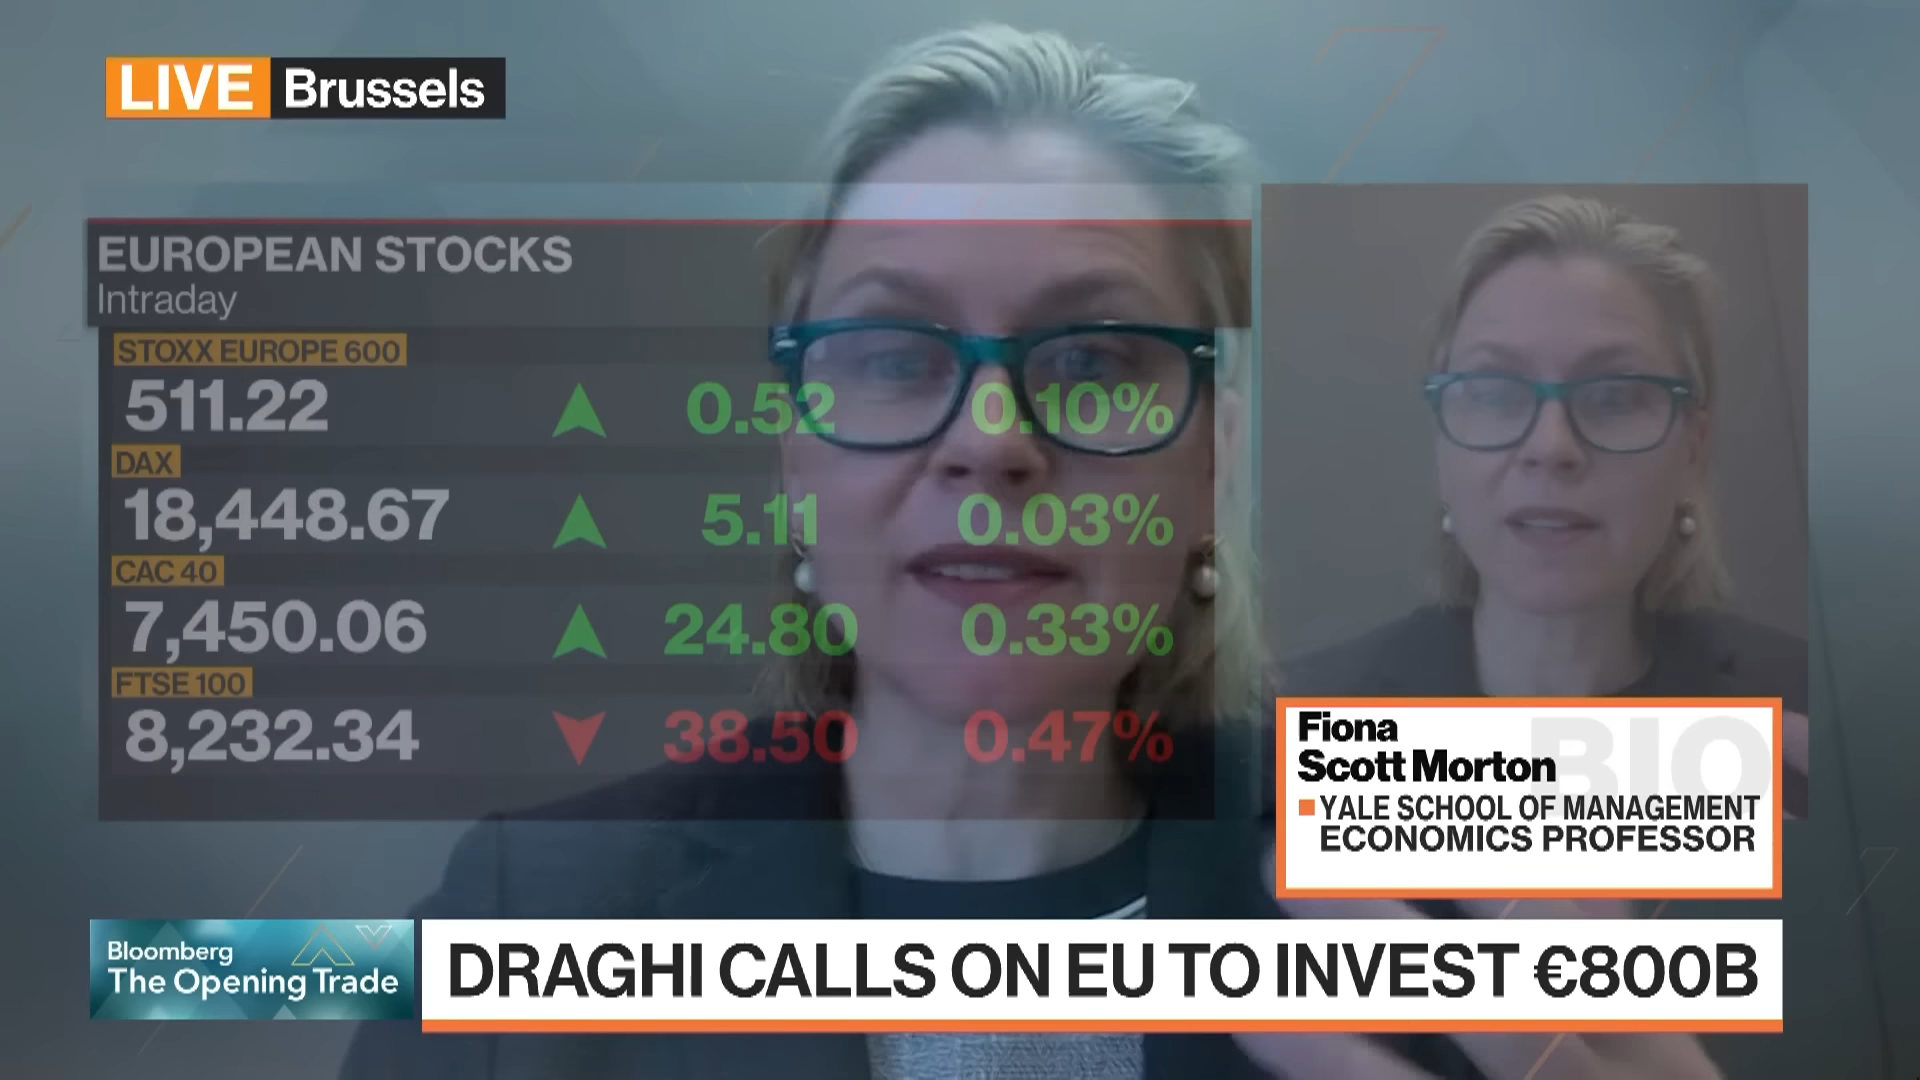 LIVE Brussels
EUROPEAN STOCKS
Intraday
STOXX EUROPE 600
511.22 0.52 0.10%
DAX
18,448.67 5.11 0.03%
CAC 40
7,450.06 24.80 0.33%
FTSE 100
8,232.34 38.50 0.47%
BIO
Fiona
Scott Morton
YALE SCHOOL OF MANAGEMENT
ECONOMICS PROFESSOR
Bloomberg
The Opening Trade
DRAGHI CALLS ON EU TO INVEST €800B